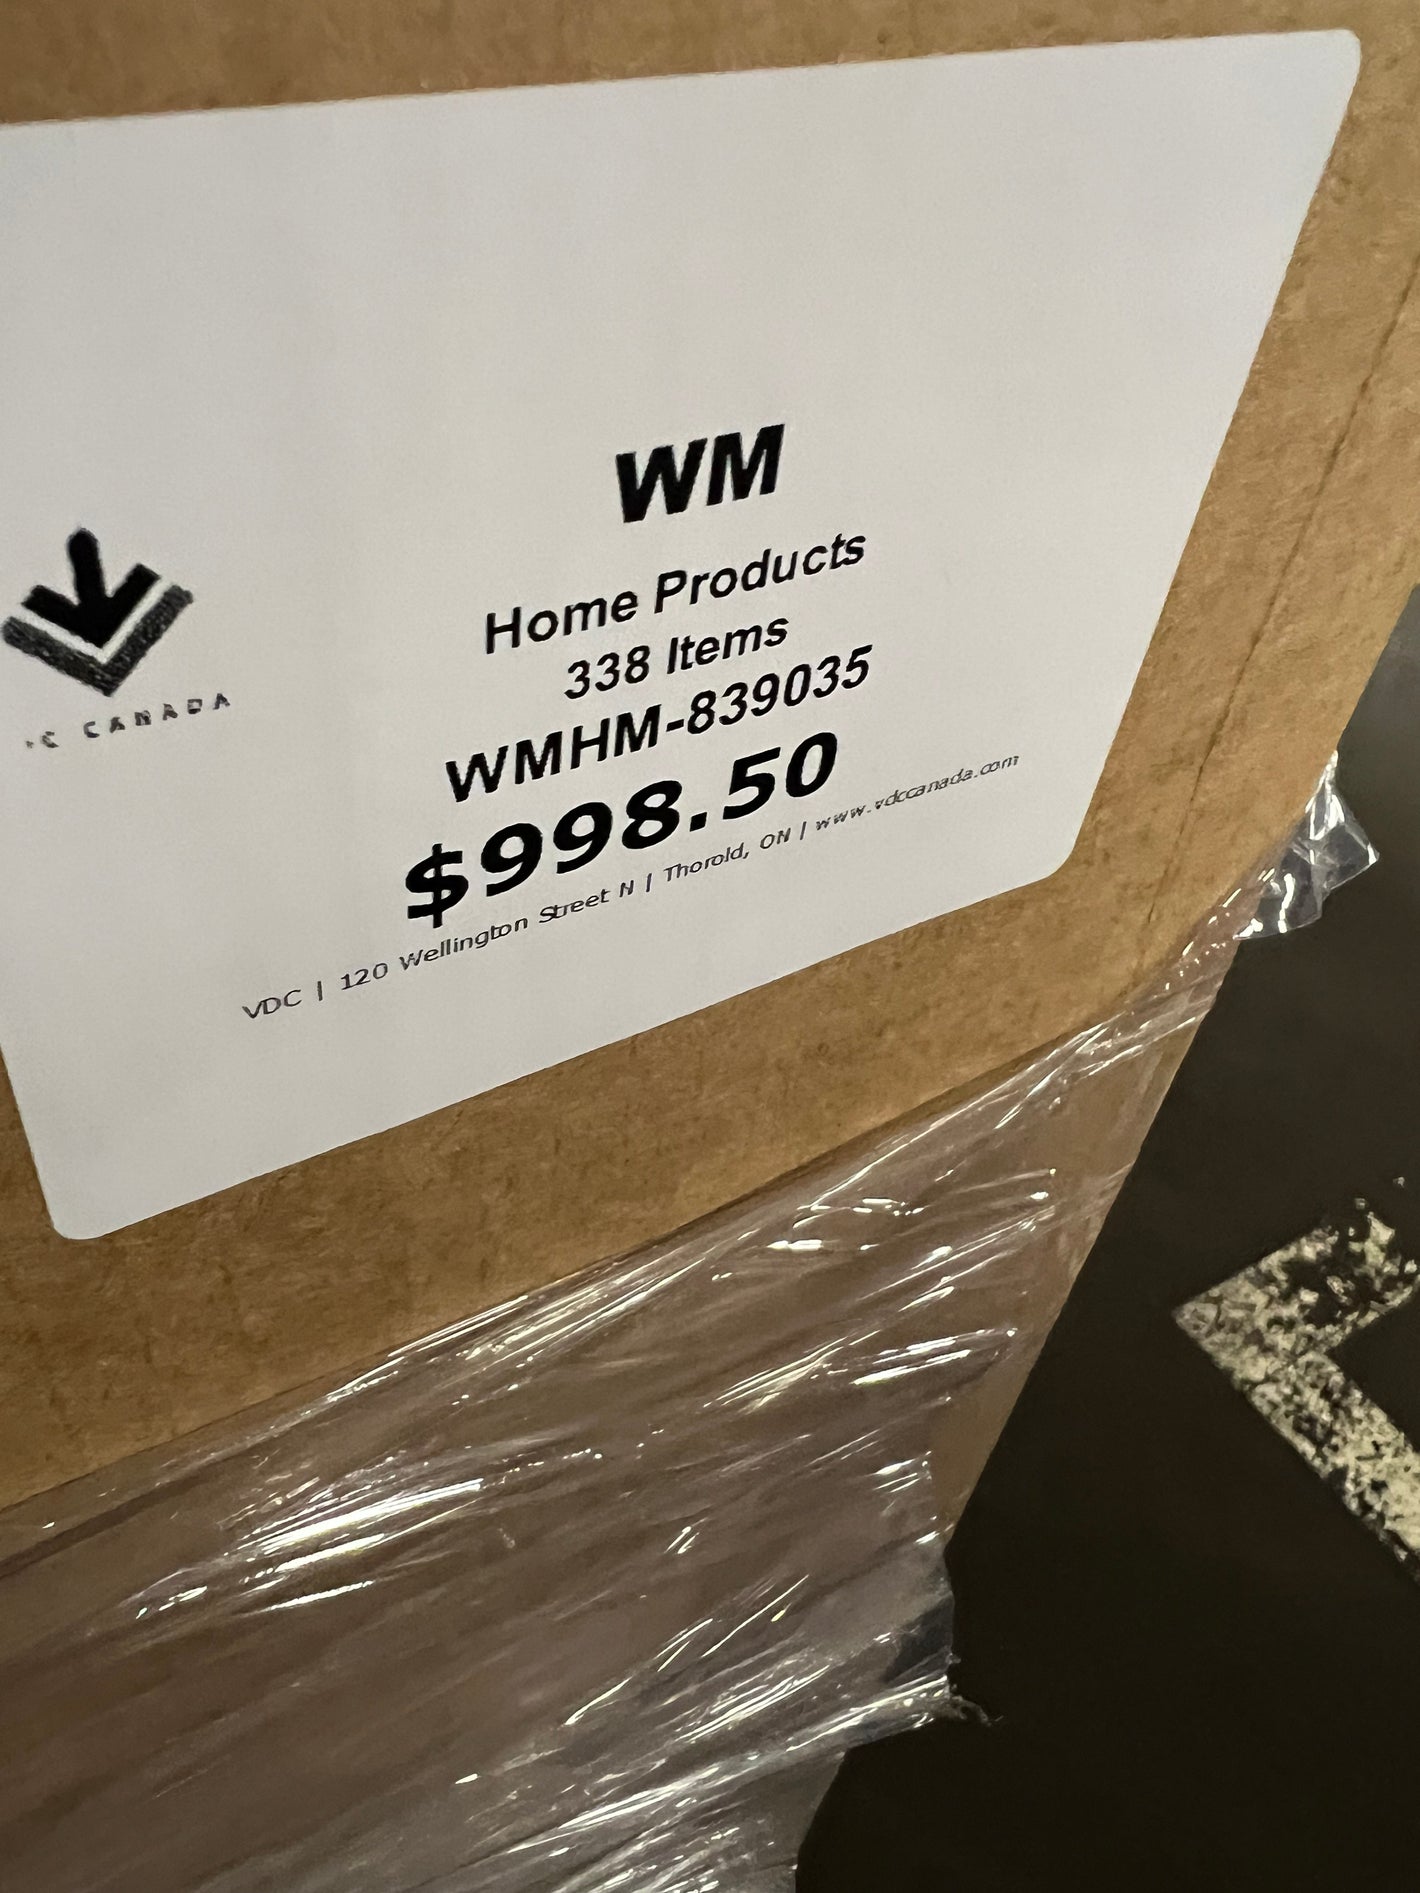 WM
Home Products
338 Items
WMHM-839035
$998.50
VDC | 120 Wellington Street N | Thorold, ON | www.vdccanada.com
C CANADA